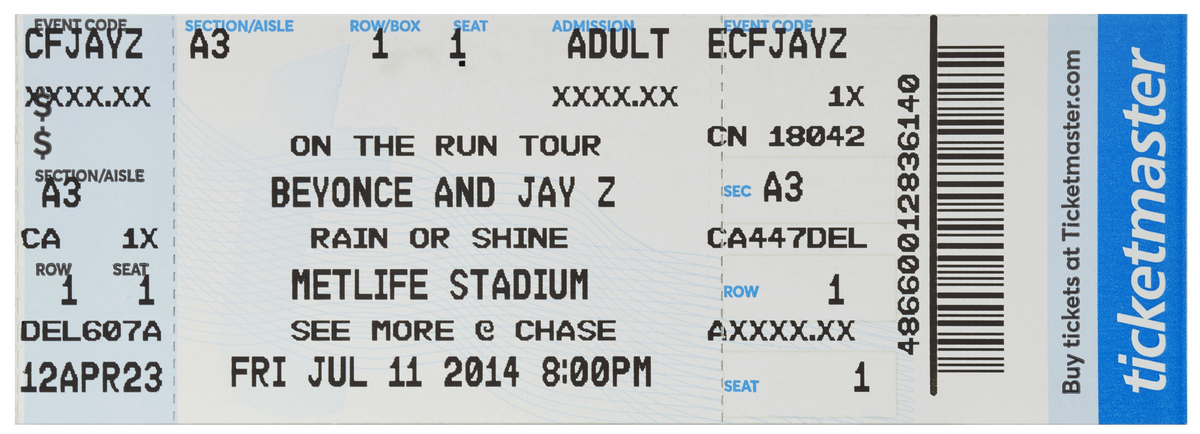 EVENT CODE
CFJAYZ
XXXX.XX
$
$
SECTION/AISLE
A3
CA 1X
ROW SEAT
1 1
DEL607A
12APR23
SECTION/AISLE ROW/BOX SEAT ADMISSION
A3 1 1 ADULT
XXXX.XX
ON THE RUN TOUR
BEYONCE AND JAY Z
RAIN OR SHINE
METLIFE STADIUM
SEE MORE @ CHASE
FRI JUL 11 2014 8:00PM
EVENT CODE
ECFJAYZ
1X
CN 18042
SEC A3
CA447DEL
ROW 1
AXXXX.XX
SEAT 1
48660012836140
Buy tickets at Ticketmaster.com
ticketmaster